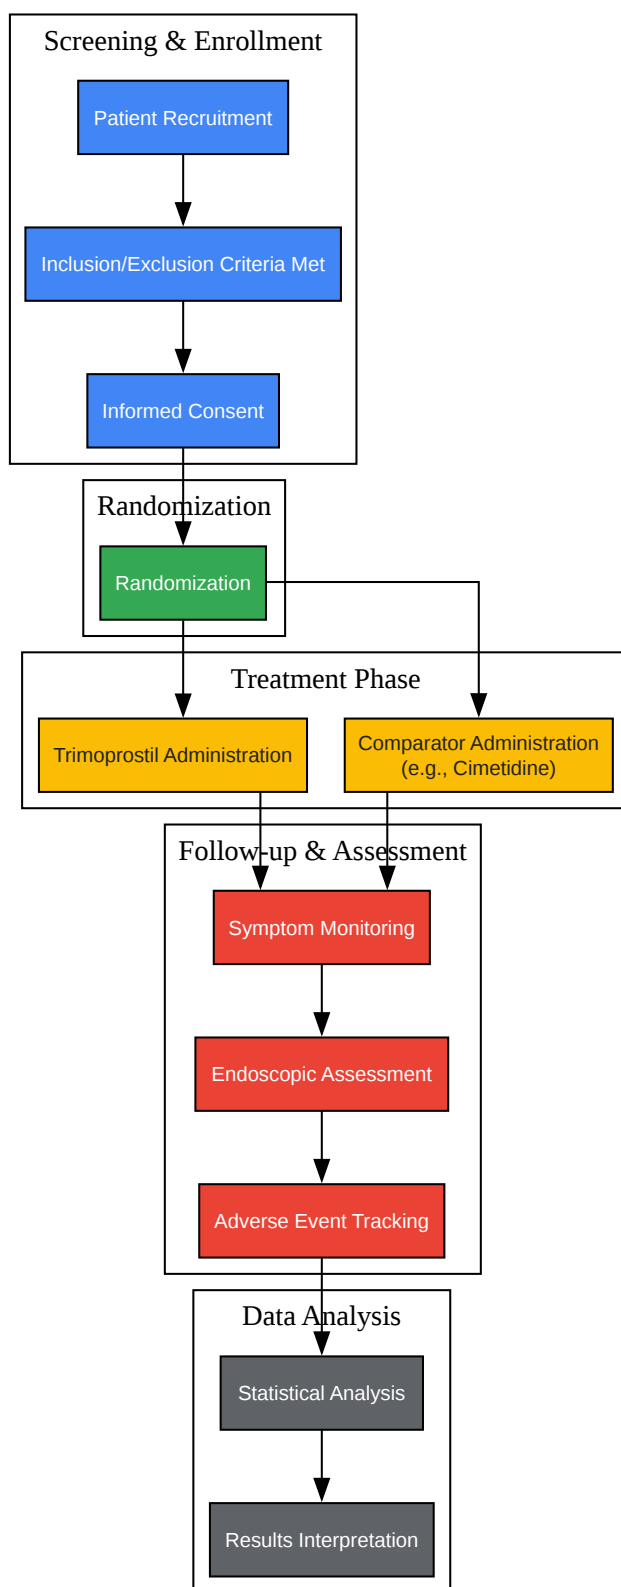 Screening & Enrollment
Patient Recruitment
Inclusion/Exclusion Criteria Met
Informed Consent
Randomization
Randomization
Treatment Phase
Trimoprostil Administration
Comparator Administration
(e.g., Cimetidine)
Follow-up & Assessment
Symptom Monitoring
Endoscopic Assessment
Adverse Event Tracking
Data Analysis
Statistical Analysis
Results Interpretation